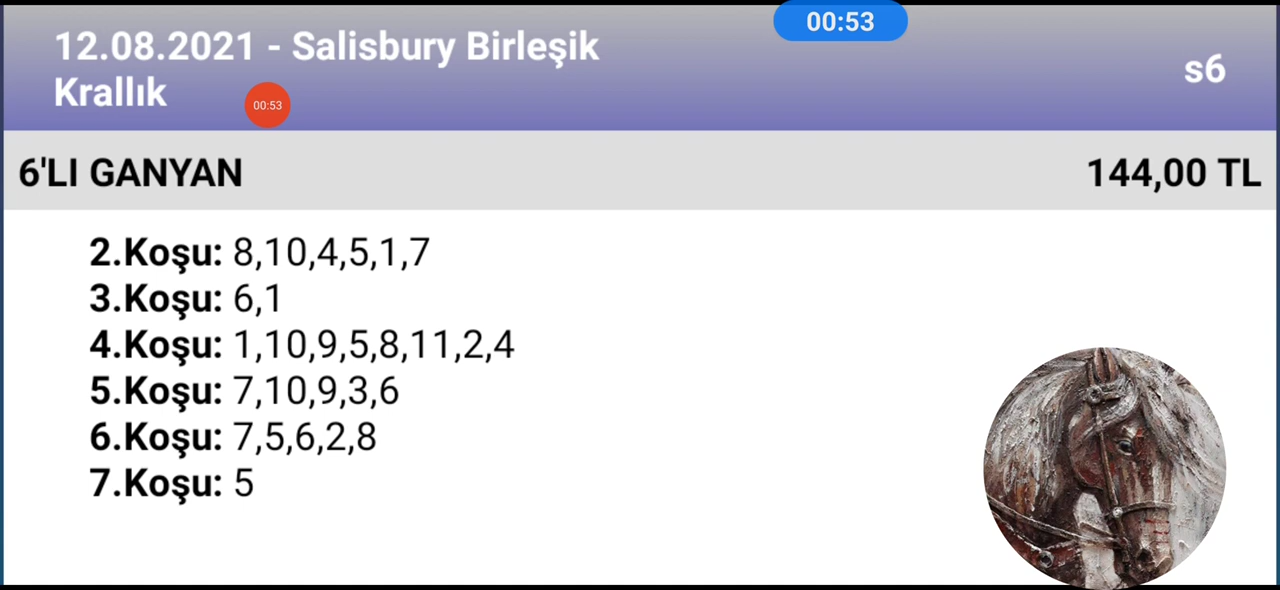 00:53
12.08.2021 - Salisbury Birleşik
Krallık
s6
00:53
6'LI GANYAN
144,00 TL
2.Koşu: 8,10,4,5,1,7
3.Koşu: 6,1
4.Koşu: 1,10,9,5,8,11,2,4
5.Koşu: 7,10,9,3,6
6.Koşu: 7,5,6,2,8
7.Koşu: 5